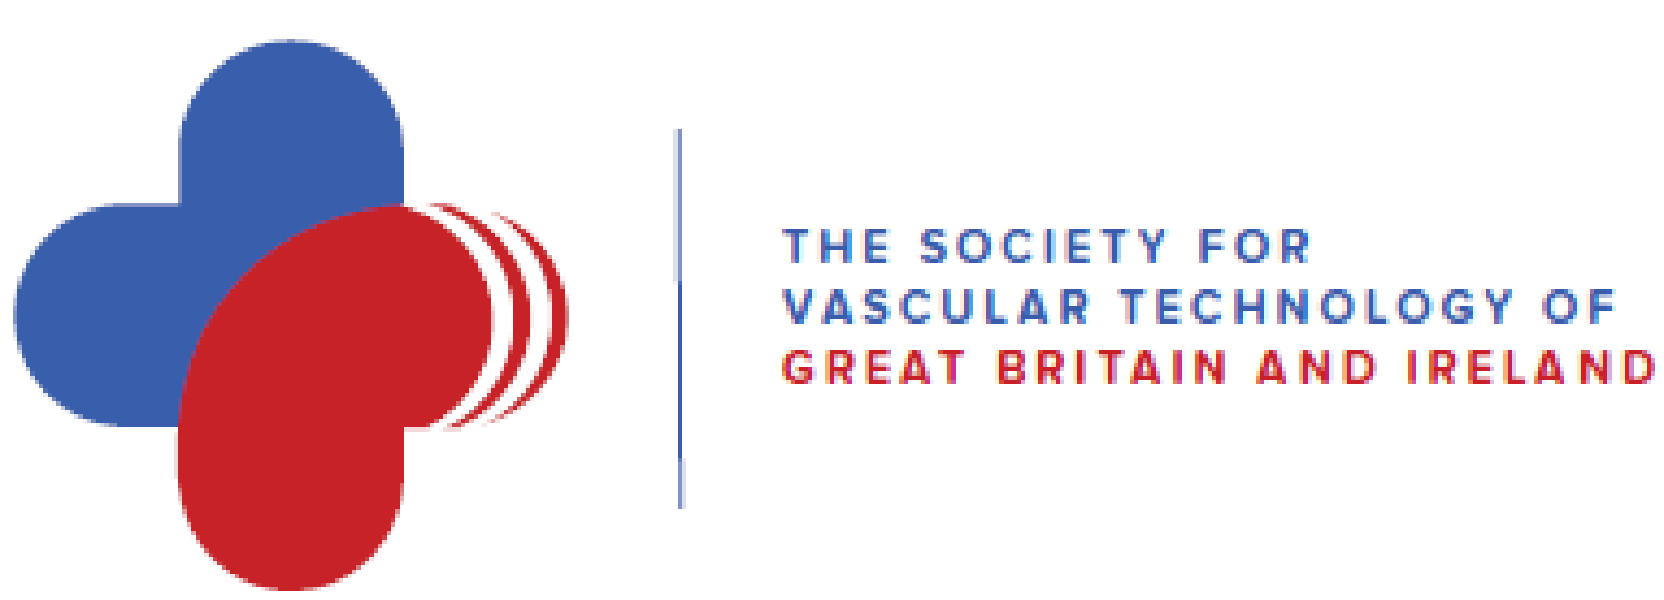 THE SOCIETY FOR
VASCULAR TECHNOLOGY OF
GREAT BRITAIN AND IRELAND